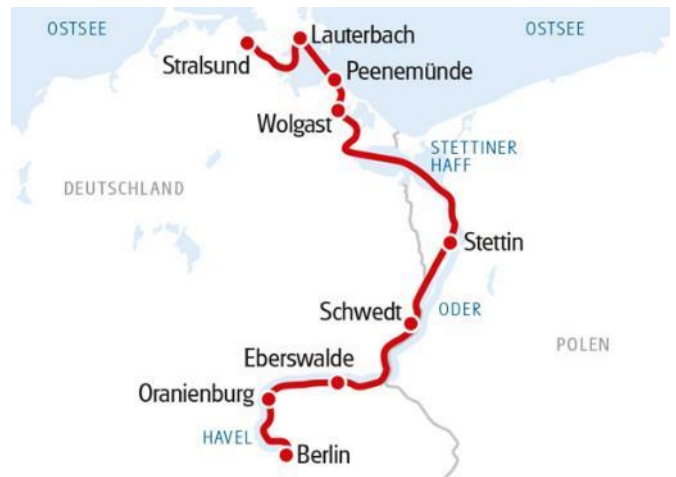 OSTSEE
OSTSEE
Lauterbach
Stralsund
Peenemünde
Wolgast
STETTINER
HAFF
DEUTSCHLAND
Stettin
Schwedt
ODER
POLEN
Eberswalde
Oranienburg
HAVEL
Berlin